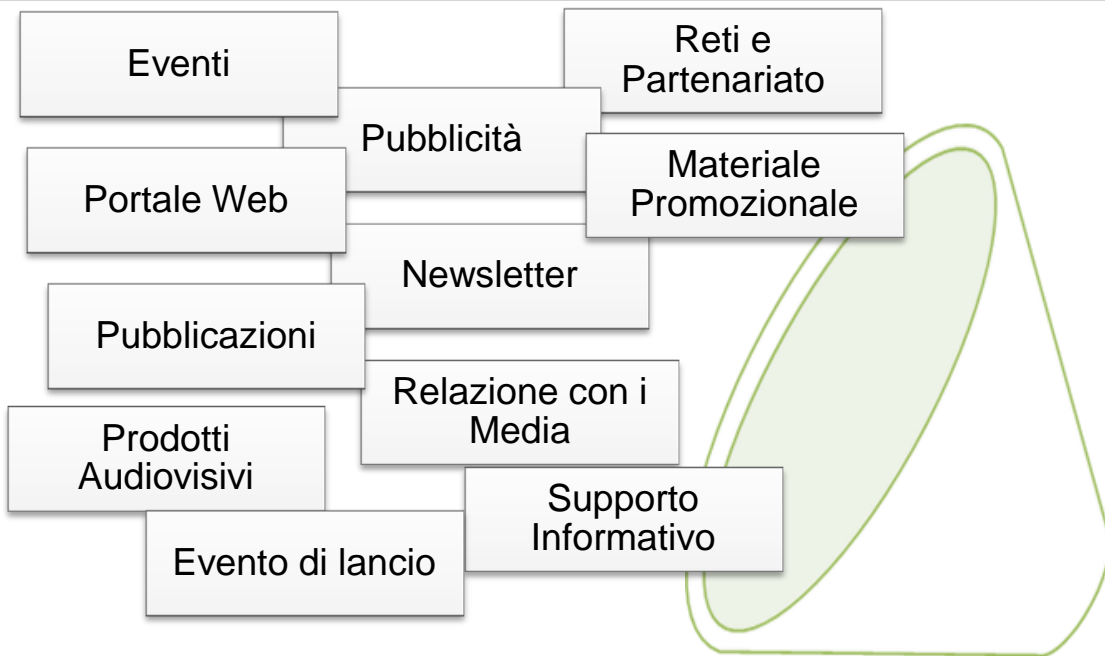 Eventi
Reti e
Partenariato
Pubblicità
Materiale
Promozionale
Portale Web
Newsletter
Pubblicazioni
Relazione con i
Media
Prodotti
Audiovisivi
Supporto
Informativo
Evento di lancio